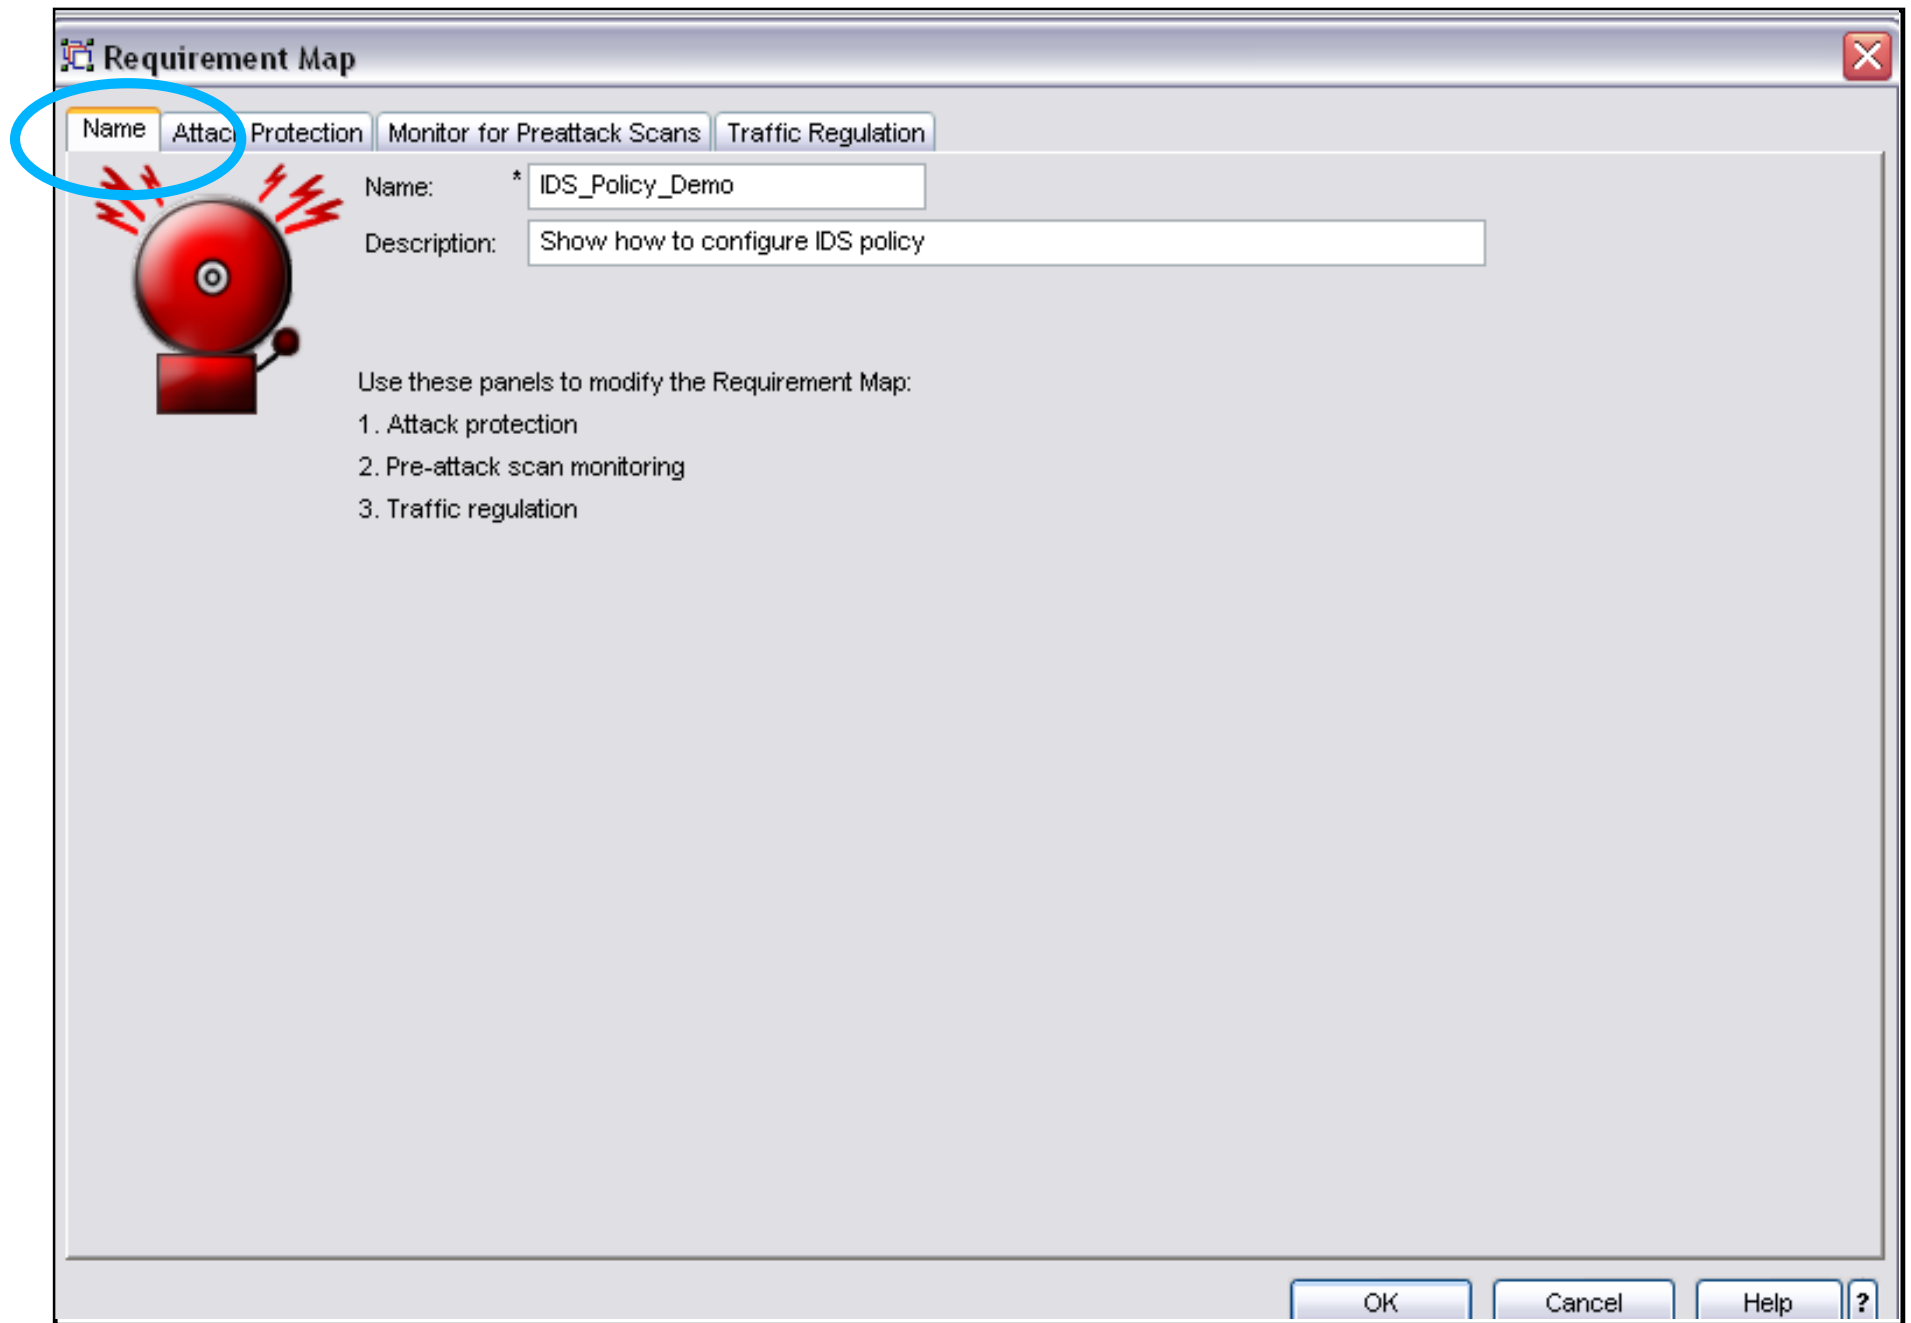 Requirement Map
Name Attack Protection Monitor for Preattack Scans Traffic Regulation
Name: * IDS_Policy_Demo
Description: Show how to configure IDS policy
Use these panels to modify the Requirement Map:
1. Attack protection
2. Pre-attack scan monitoring
3. Traffic regulation
OK Cancel Help ?